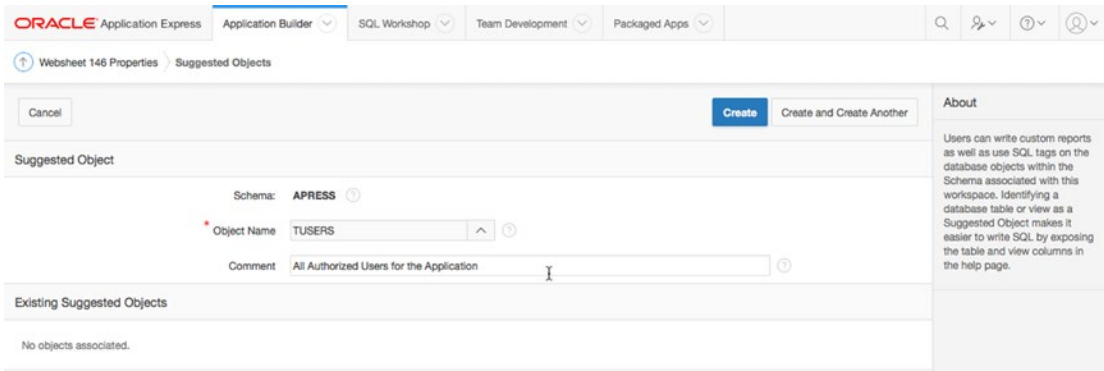 ORACLE Application Express Application Builder SQL Workshop Team Development Packaged Apps
Websheet 146 Properties Suggested Objects
Cancel Create Create and Create Another
Suggested Object
Schema: APRESS
* Object Name TUSERS
Comment All Authorized Users for the Application
Existing Suggested Objects
No objects associated.
About
Users can write custom reports
as well as use SQL tags on the
database objects within the
Schema associated with this
workspace. Identifying a
database table or view as a
Suggested Object makes it
easier to write SQL by exposing
the table and view columns in
the help page.